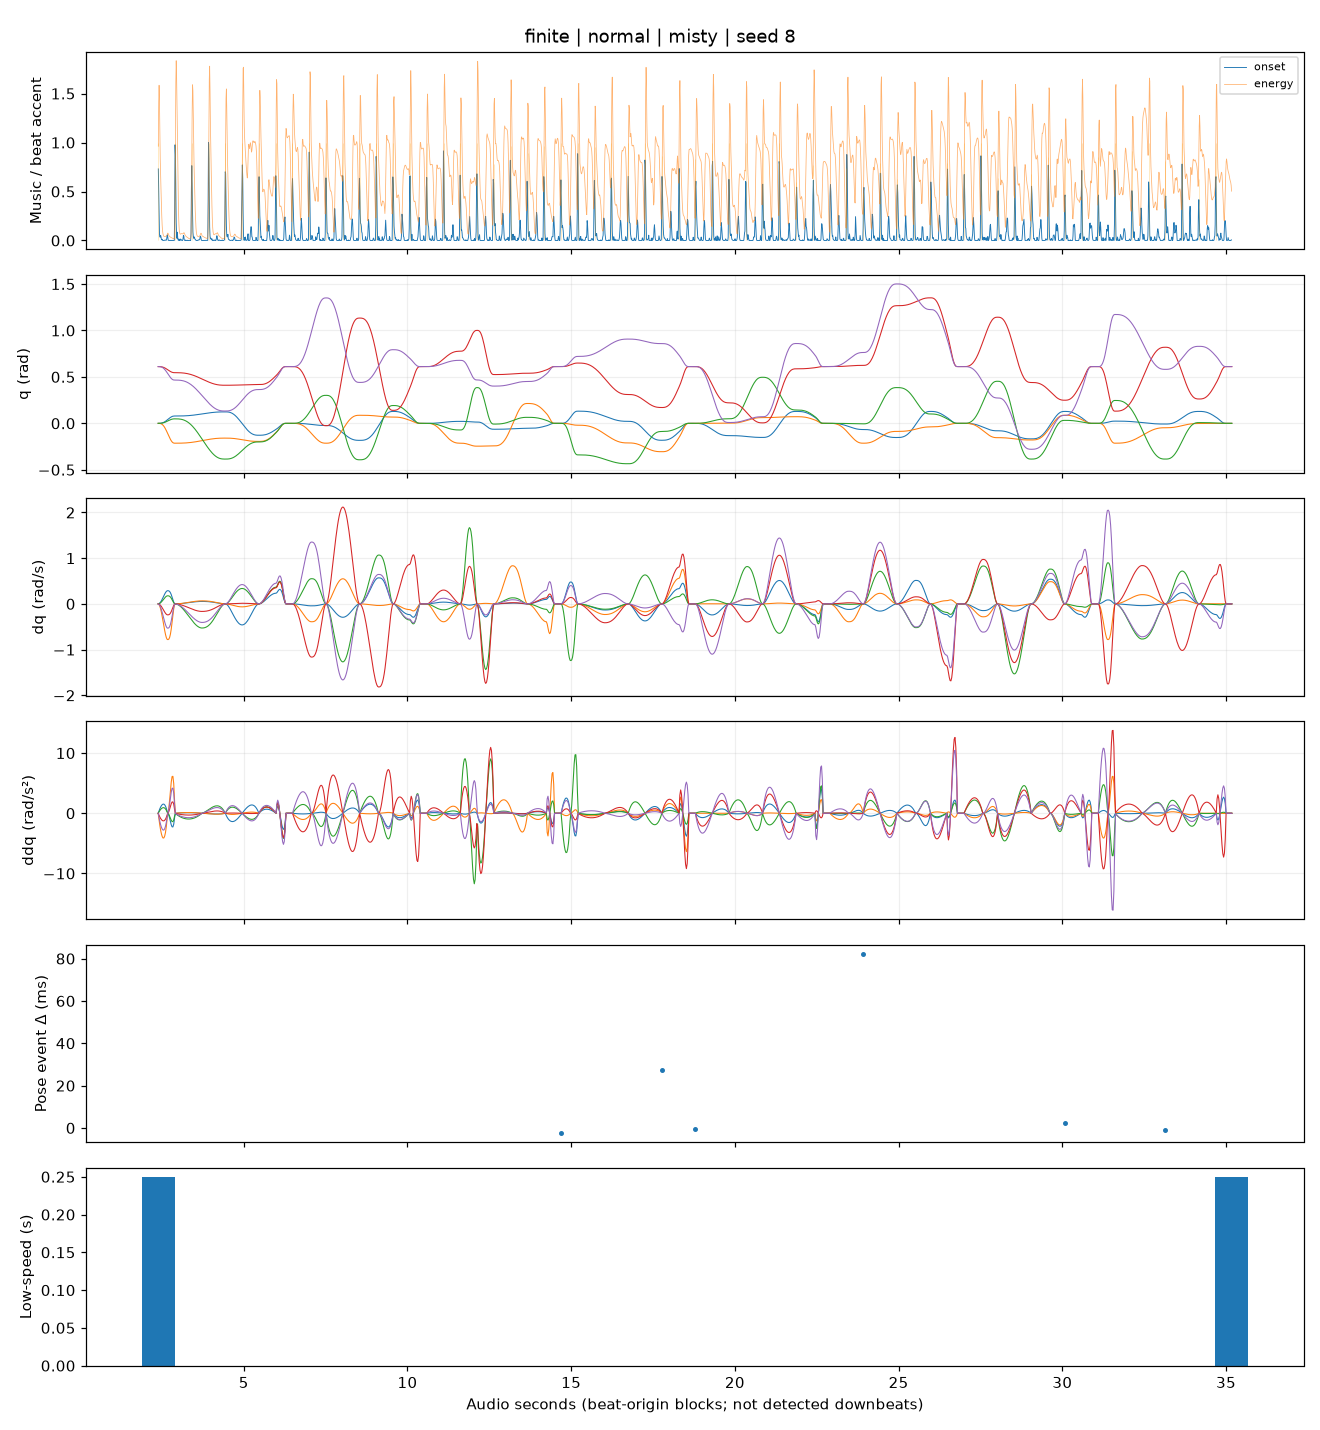 finite | normal | misty | seed 8
Music / beat accent
1.5
1.0
0.5
0.0
onset
energy
q (rad)
1.5
1.0
0.5
0.0
−0.5
dq (rad/s)
2
1
0
−1
−2
ddq (rad/s²)
10
0
−10
Pose event Δ (ms)
80
60
40
20
0
Low-speed (s)
0.25
0.20
0.15
0.10
0.05
0.00
5 10 15 20 25 30 35
Audio seconds (beat-origin blocks; not detected downbeats)